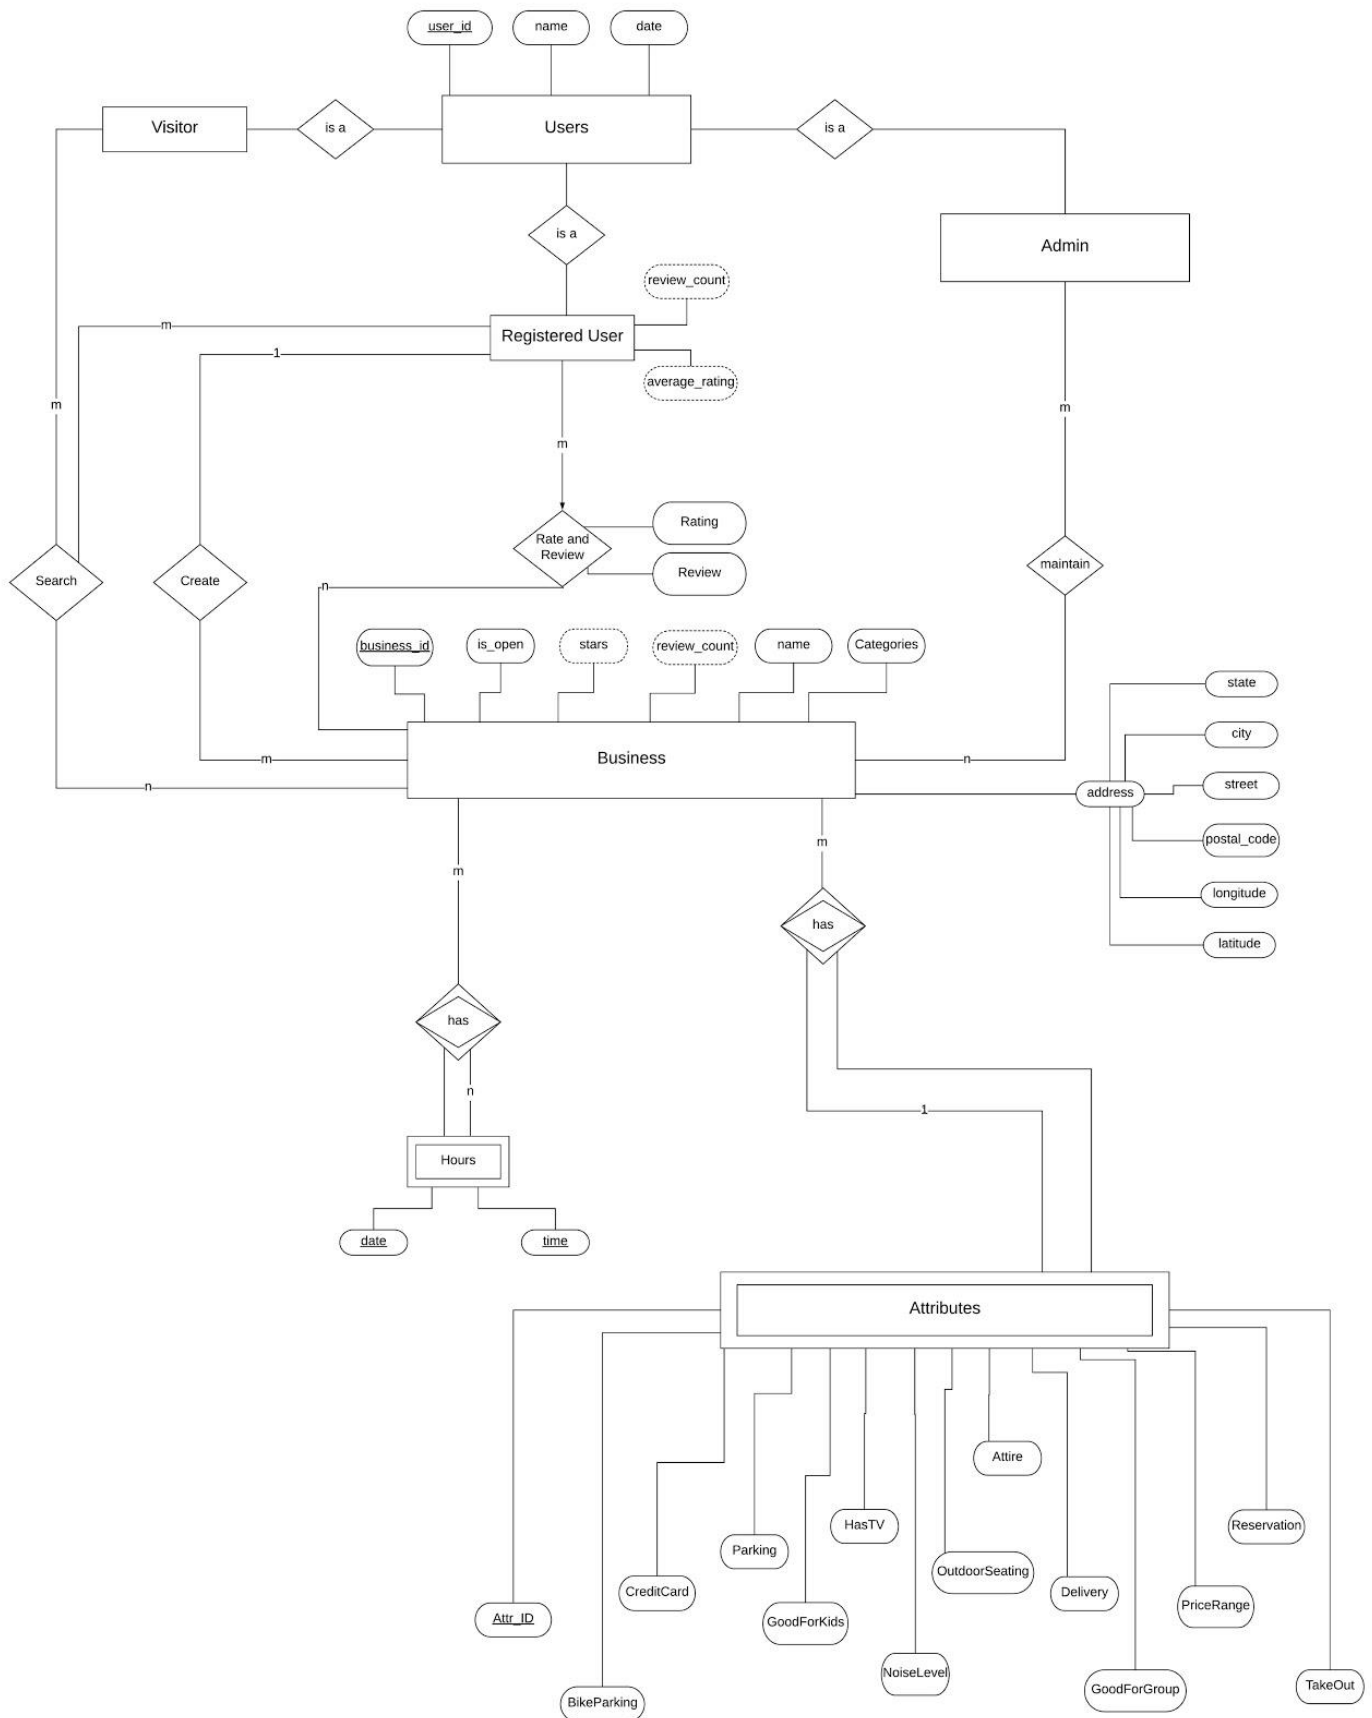 user_id
name
date
Visitor
is a
Users
is a
is a
Admin
review_count
m
Registered User
1
average_rating
m
m
m
Rating
Rate and
Review
Search
Create
Review
maintain
n
business_id
is_open
stars
review_count
name
Categories
state
city
Business
m
n
n
address
street
m
postal_code
m
longitude
has
latitude
has
n
1
Hours
date
time
Attributes
Attire
HasTV
Reservation
Parking
OutdoorSeating
CreditCard
Delivery
PriceRange
Attr_ID
GoodForKids
NoiseLevel
GoodForGroup
TakeOut
BikeParking